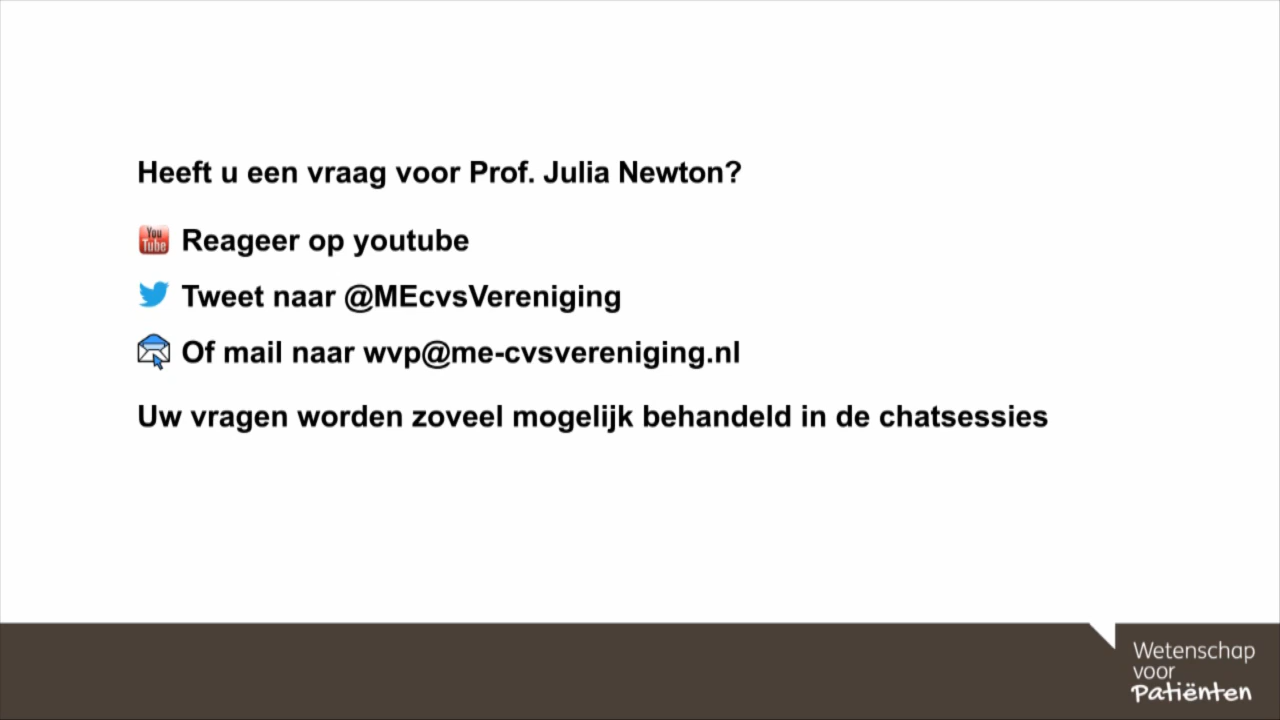 Heeft u een vraag voor Prof. Julia Newton?
You
Tube
Reageer op youtube
Tweet naar @MEcvsVereniging
Of mail naar wvp@me-cvsvereniging.nl
Uw vragen worden zoveel mogelijk behandeld in de chatsessies
Wetenschap
voor
Patiënten